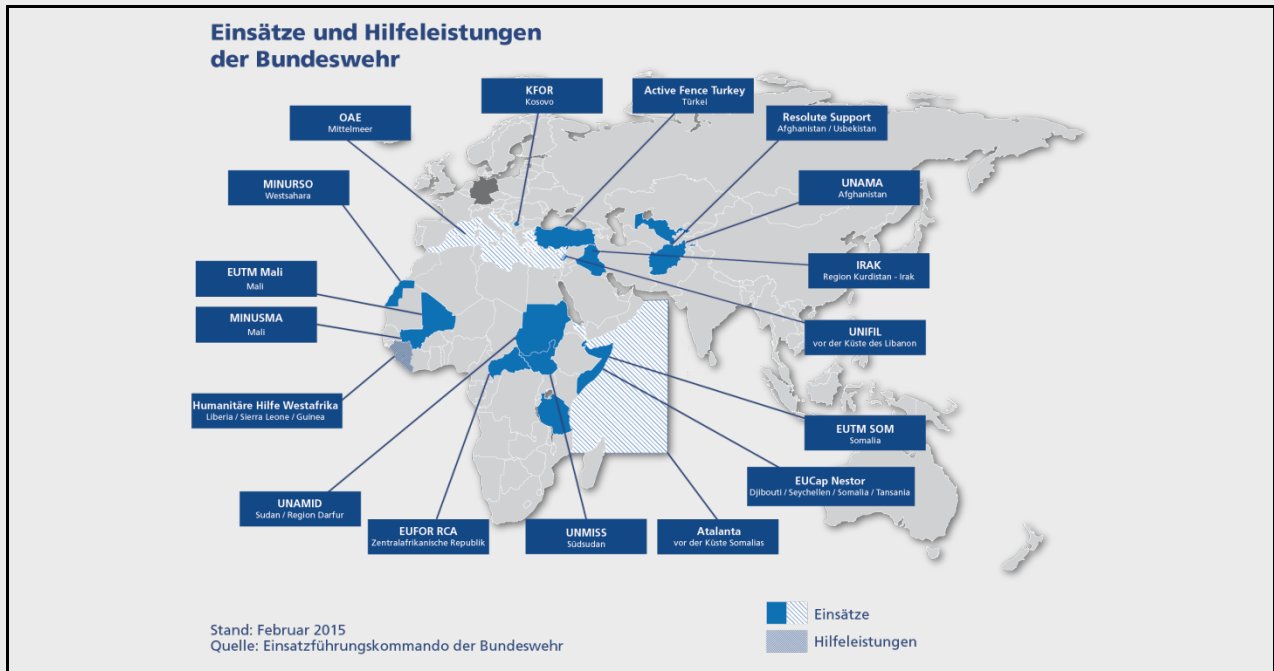 Einsätze und Hilfeleistungen
der Bundeswehr
KFOR
Kosovo
Active Fence Turkey
Türkei
OAE
Mittelmeer
Resolute Support
Afghanistan / Usbekistan
MINURSO
Westsahara
UNAMA
Afghanistan
EUTM Mali
Mali
IRAK
Region Kurdistan - Irak
MINUSMA
Mali
UNIFIL
vor der Küste des Libanon
Humanitäre Hilfe Westafrika
Liberia / Sierra Leone / Guinea
EUTM SOM
Somalia
EUCap Nestor
Djibouti / Seychellen / Somalia / Tansania
UNAMID
Sudan / Region Darfur
EUFOR RCA
Zentralafrikanische Republik
UNMISS
Südsudan
Atalanta
vor der Küste Somalias
Einsätze
Hilfeleistungen
Stand: Februar 2015
Quelle: Einsatzführungskommando der Bundeswehr